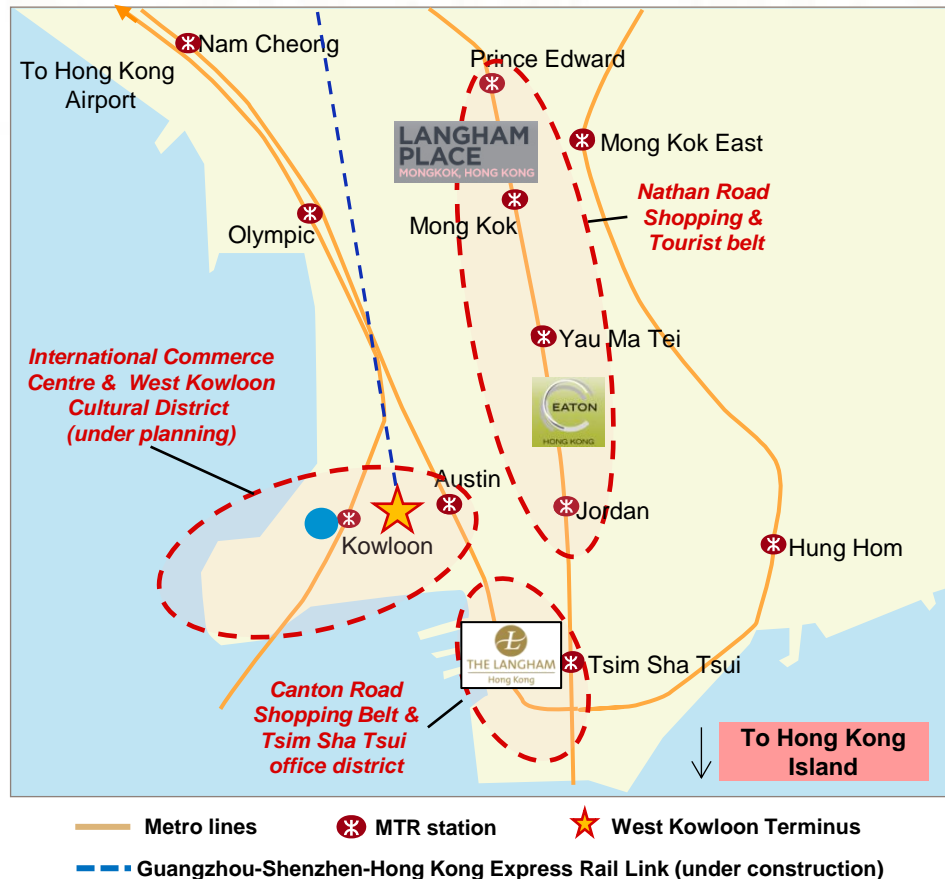 Nam Cheong
To Hong Kong
Airport
Prince Edward
LANGHAM
PLACE
MONGKOK, HONG KONG
Mong Kok East
Nathan Road
Shopping &
Tourist belt
Mong Kok
Olympic
Yau Ma Tei
International Commerce
Centre & West Kowloon
Cultural District
(under planning)
EATON
HONG KONG
Austin
Jordan
Kowloon
Hung Hom
L
THE LANGHAM
Hong Kong
Tsim Sha Tsui
Canton Road
Shopping Belt &
Tsim Sha Tsui
office district
To Hong Kong
Island
Metro lines
MTR station
West Kowloon Terminus
Guangzhou-Shenzhen-Hong Kong Express Rail Link (under construction)